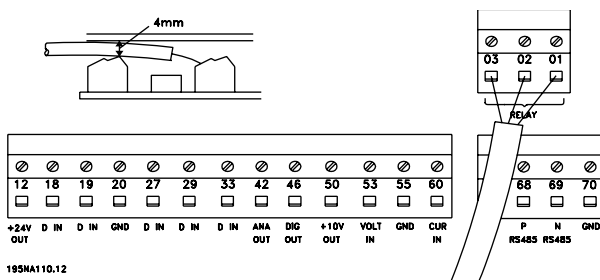 4mm
03 02 01
RELAY
12 18 19 20 27 29 33 42 46 50 53 55 60
68 69 70
+24V OUT D IN D IN GND D IN D IN D IN ANA OUT DIG OUT +10V OUT VOLT IN GND CUR IN
P RS485 N RS485 GND
195NA110.12